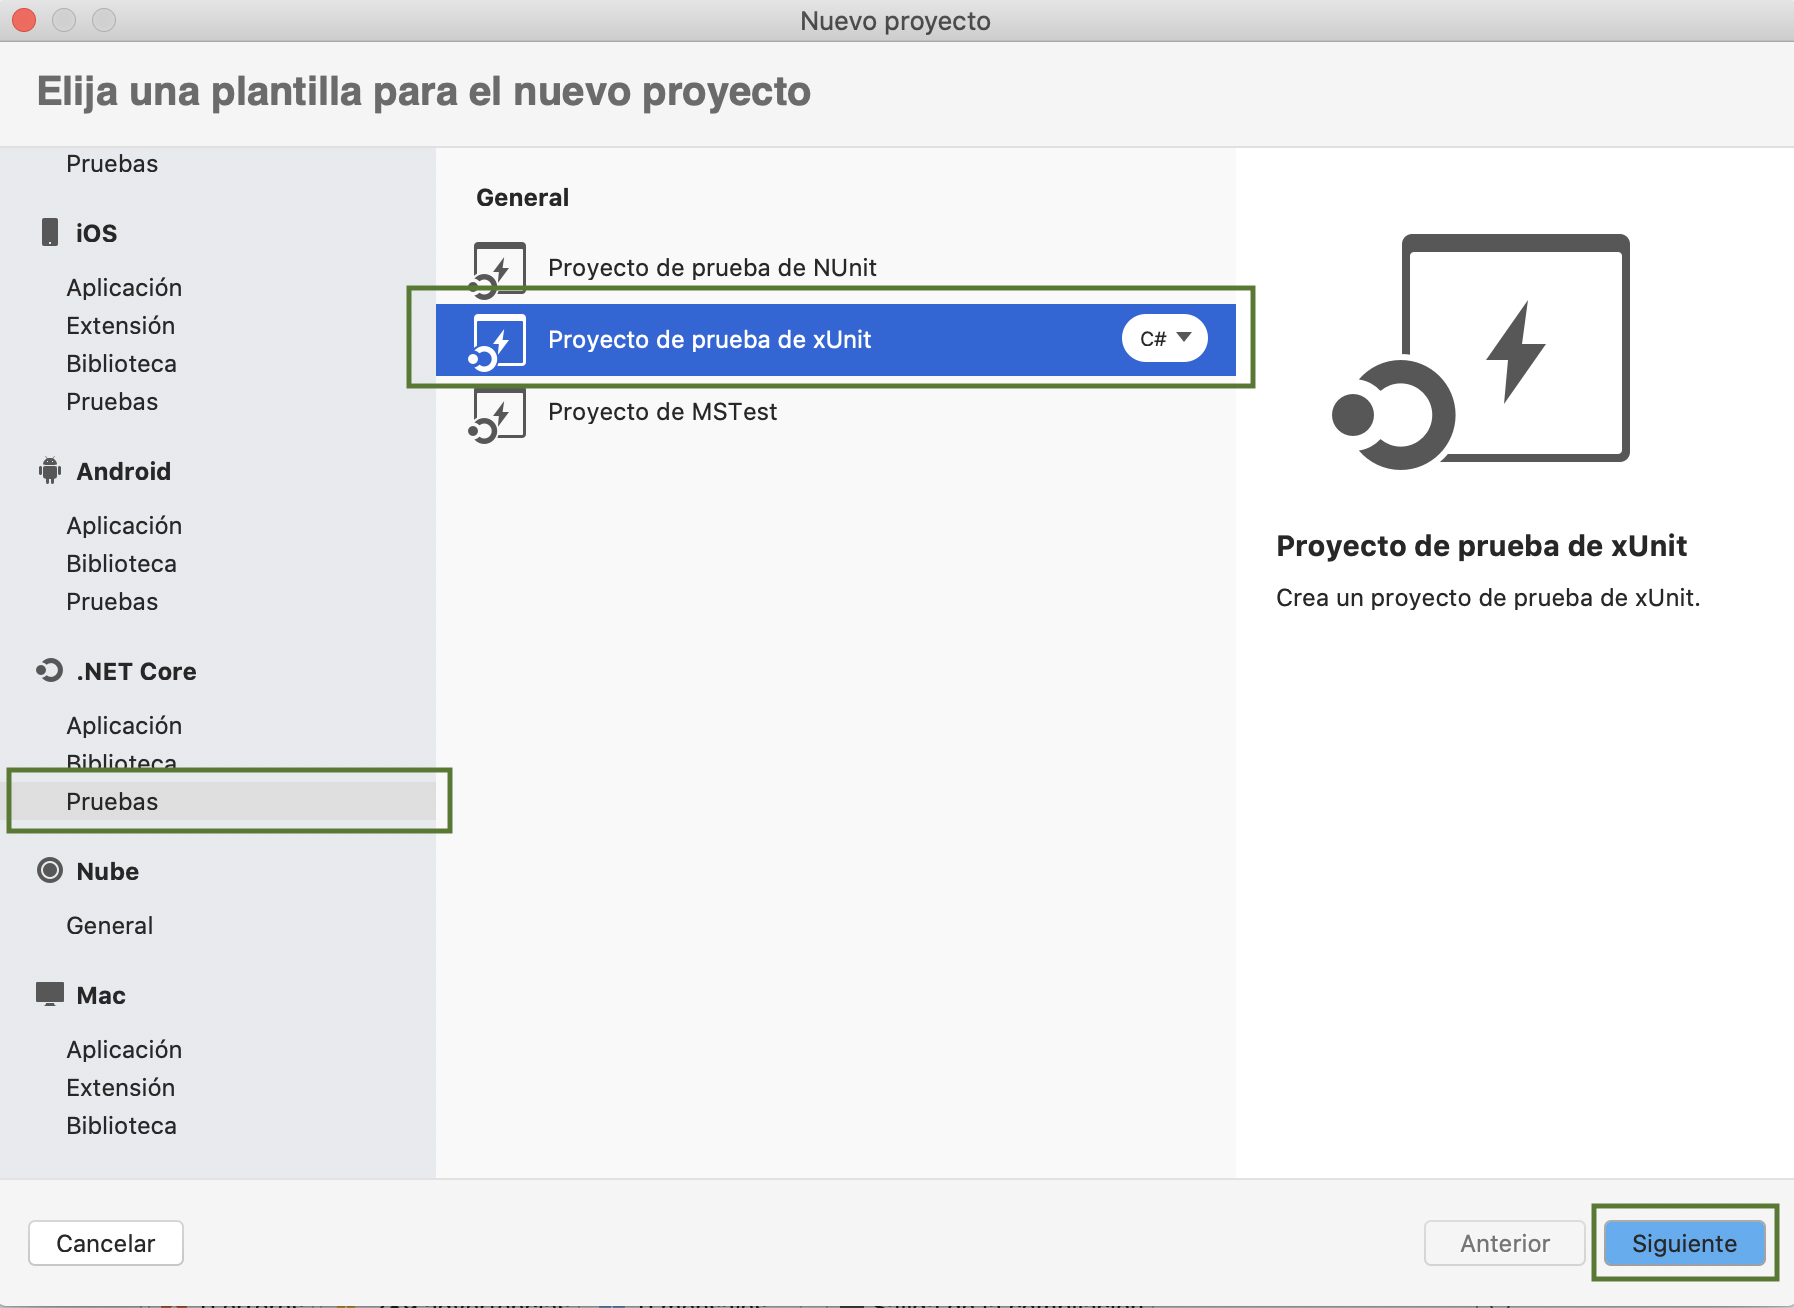 Nuevo proyecto
Elija una plantilla para el nuevo proyecto
Pruebas
iOS
Aplicación
Extensión
Biblioteca
Pruebas
Android
Aplicación
Biblioteca
Pruebas
.NET Core
Aplicación
Biblioteca
Pruebas
Nube
General
Mac
Aplicación
Extensión
Biblioteca
General
Proyecto de prueba de NUnit
Proyecto de prueba de xUnit C#
Proyecto de MSTest
Proyecto de prueba de xUnit
Crea un proyecto de prueba de xUnit.
Cancelar
Anterior
Siguiente